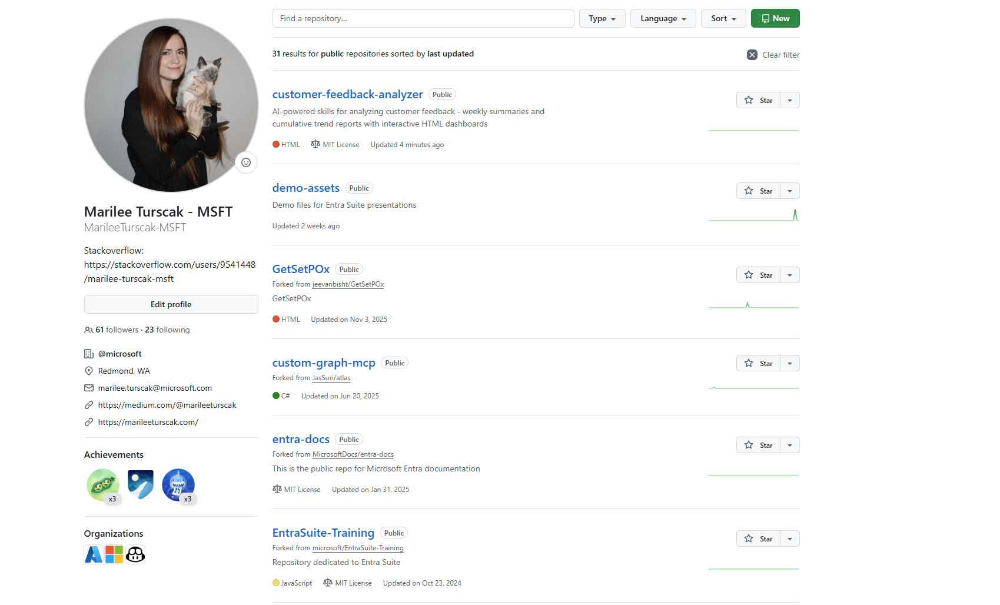 Find a repository...
Type
Language
Sort
New
31 results for public repositories sorted by last updated
Clear filter
Marilee Turscak - MSFT
MarileeTurscak-MSFT
Stackoverflow:
https://stackoverflow.com/users/9541448
/marilee-turscak-msft
Edit profile
61 followers · 23 following
@microsoft
Redmond, WA
marilee.turscak@microsoft.com
https://medium.com/@marileeturscak
https://marileeturscak.com/
Achievements
x3
x3
Organizations
customer-feedback-analyzer Public
Star
AI-powered skills for analyzing customer feedback - weekly summaries and
cumulative trend reports with interactive HTML dashboards
HTML MIT License Updated 4 minutes ago
demo-assets Public
Star
Demo files for Entra Suite presentations
Updated 2 weeks ago
GetSetPOx Public
Star
Forked from jeevanbisht/GetSetPOx
GetSetPOx
HTML Updated on Nov 3, 2025
custom-graph-mcp Public
Star
Forked from JasSuri/atlas
C# Updated on Jun 20, 2025
entra-docs Public
Star
Forked from MicrosoftDocs/entra-docs
This is the public repo for Microsoft Entra documentation
MIT License Updated on Jan 31, 2025
EntraSuite-Training Public
Star
Forked from microsoft/EntraSuite-Training
Repository dedicated to Entra Suite
JavaScript MIT License Updated on Oct 23, 2024